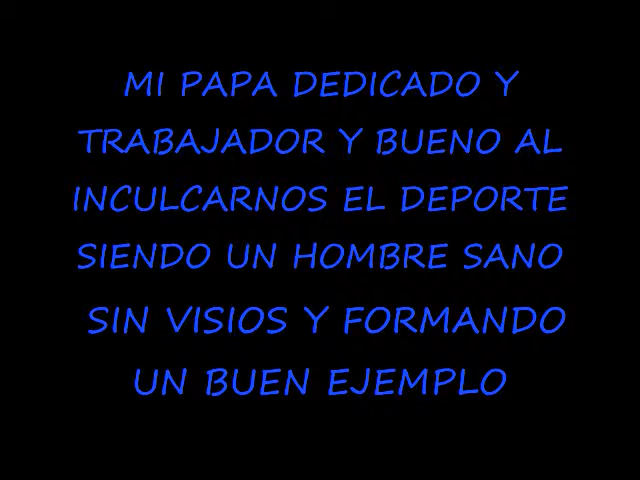 MI PAPA DEDICADO Y
TRABAJADOR Y BUENO AL
INCULCARNOS EL DEPORTE
SIENDO UN HOMBRE SANO
SIN VISIOS Y FORMANDO
UN BUEN EJEMPLO